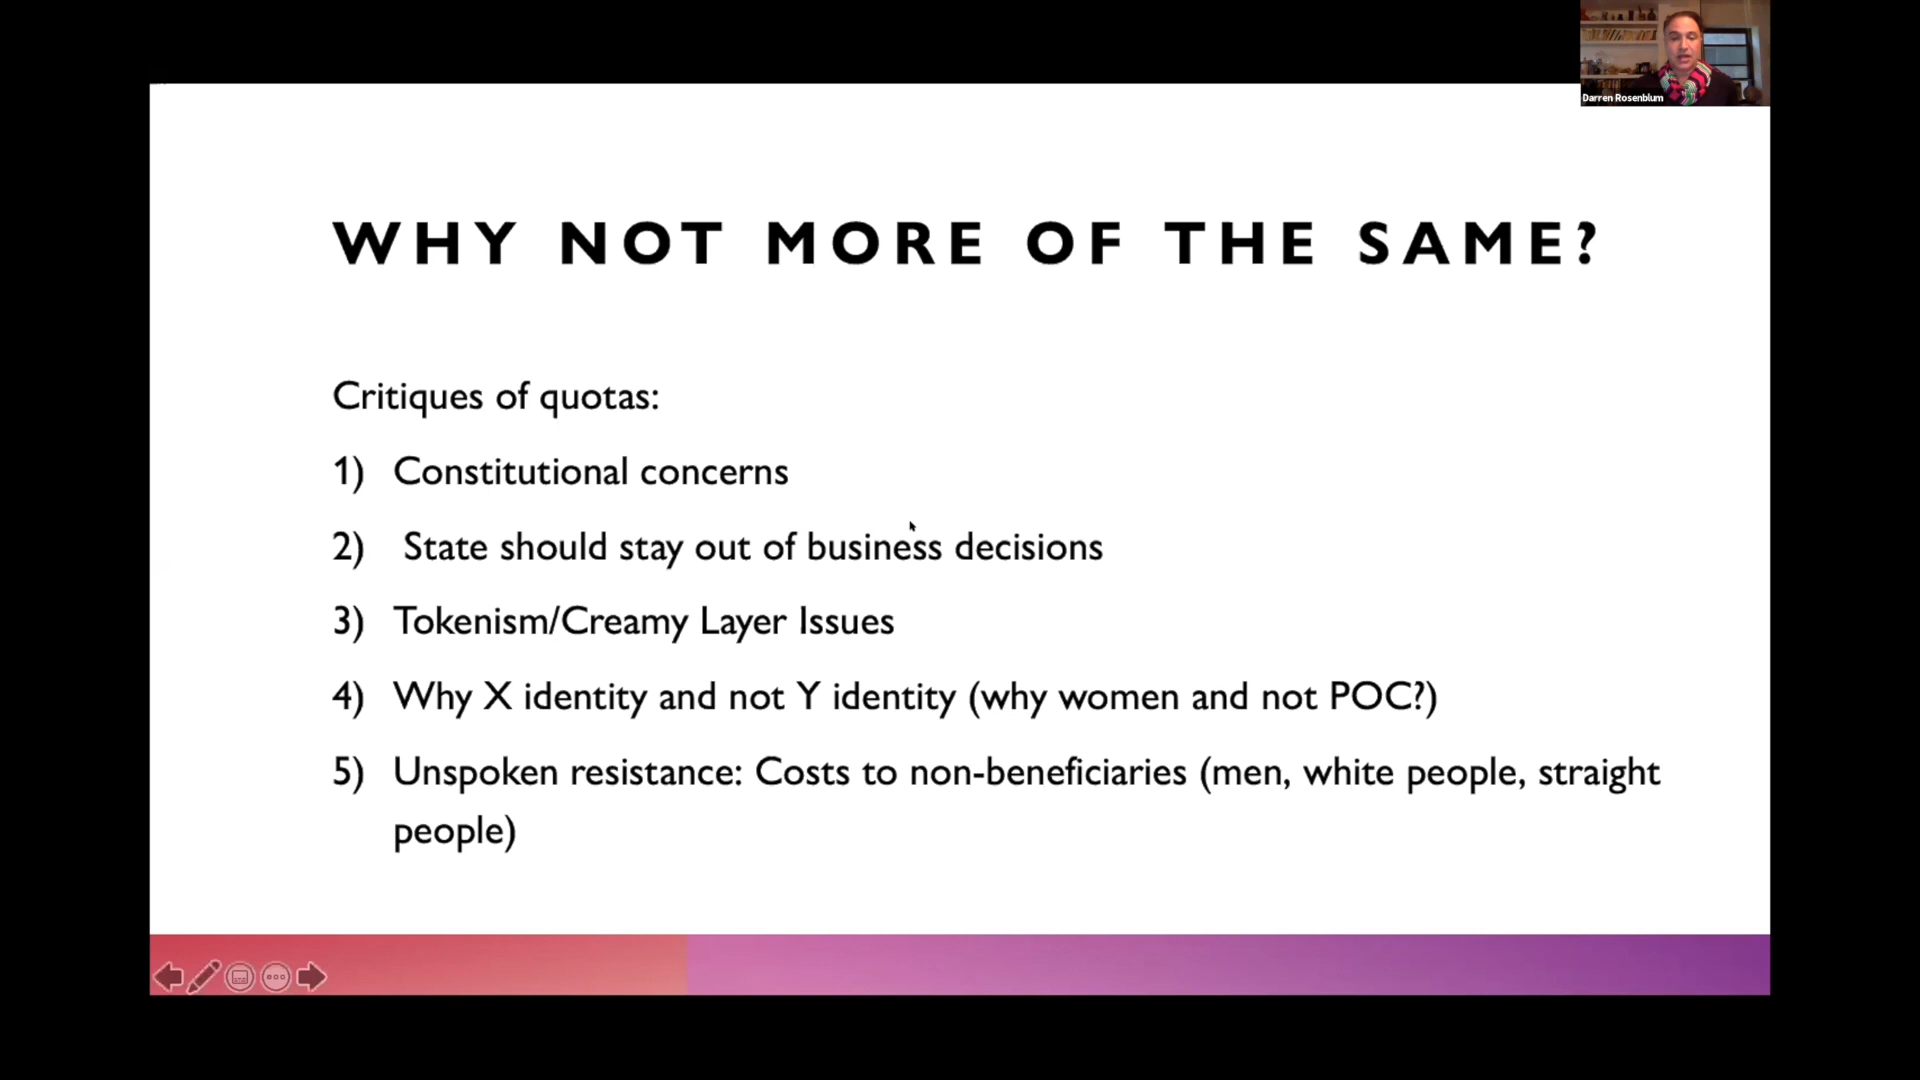 Darren Rosenblum
WHY NOT MORE OF THE SAME?
Critiques of quotas:
1) Constitutional concerns
2) State should stay out of business decisions
3) Tokenism/Creamy Layer Issues
4) Why X identity and not Y identity (why women and not POC?)
5) Unspoken resistance: Costs to non-beneficiaries (men, white people, straight
people)